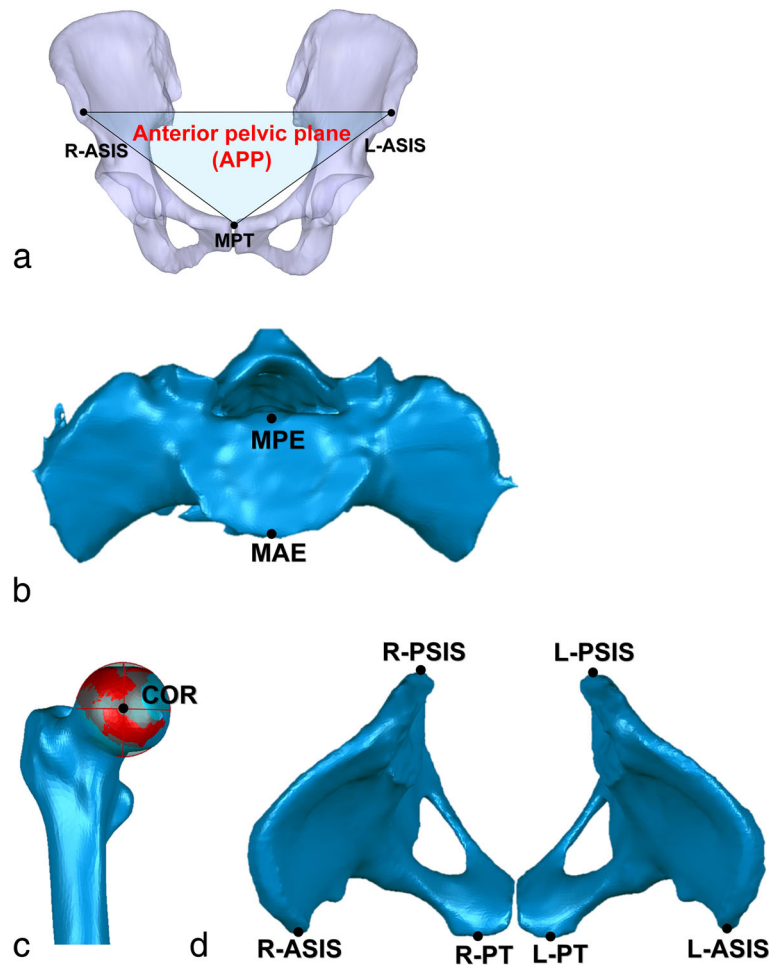 Anterior pelvic plane
(APP)
R-ASIS
L-ASIS
MPT
a
MPE
MAE
b
R-PSIS
L-PSIS
COR
R-ASIS
R-PT
L-PT
L-ASIS
c
d